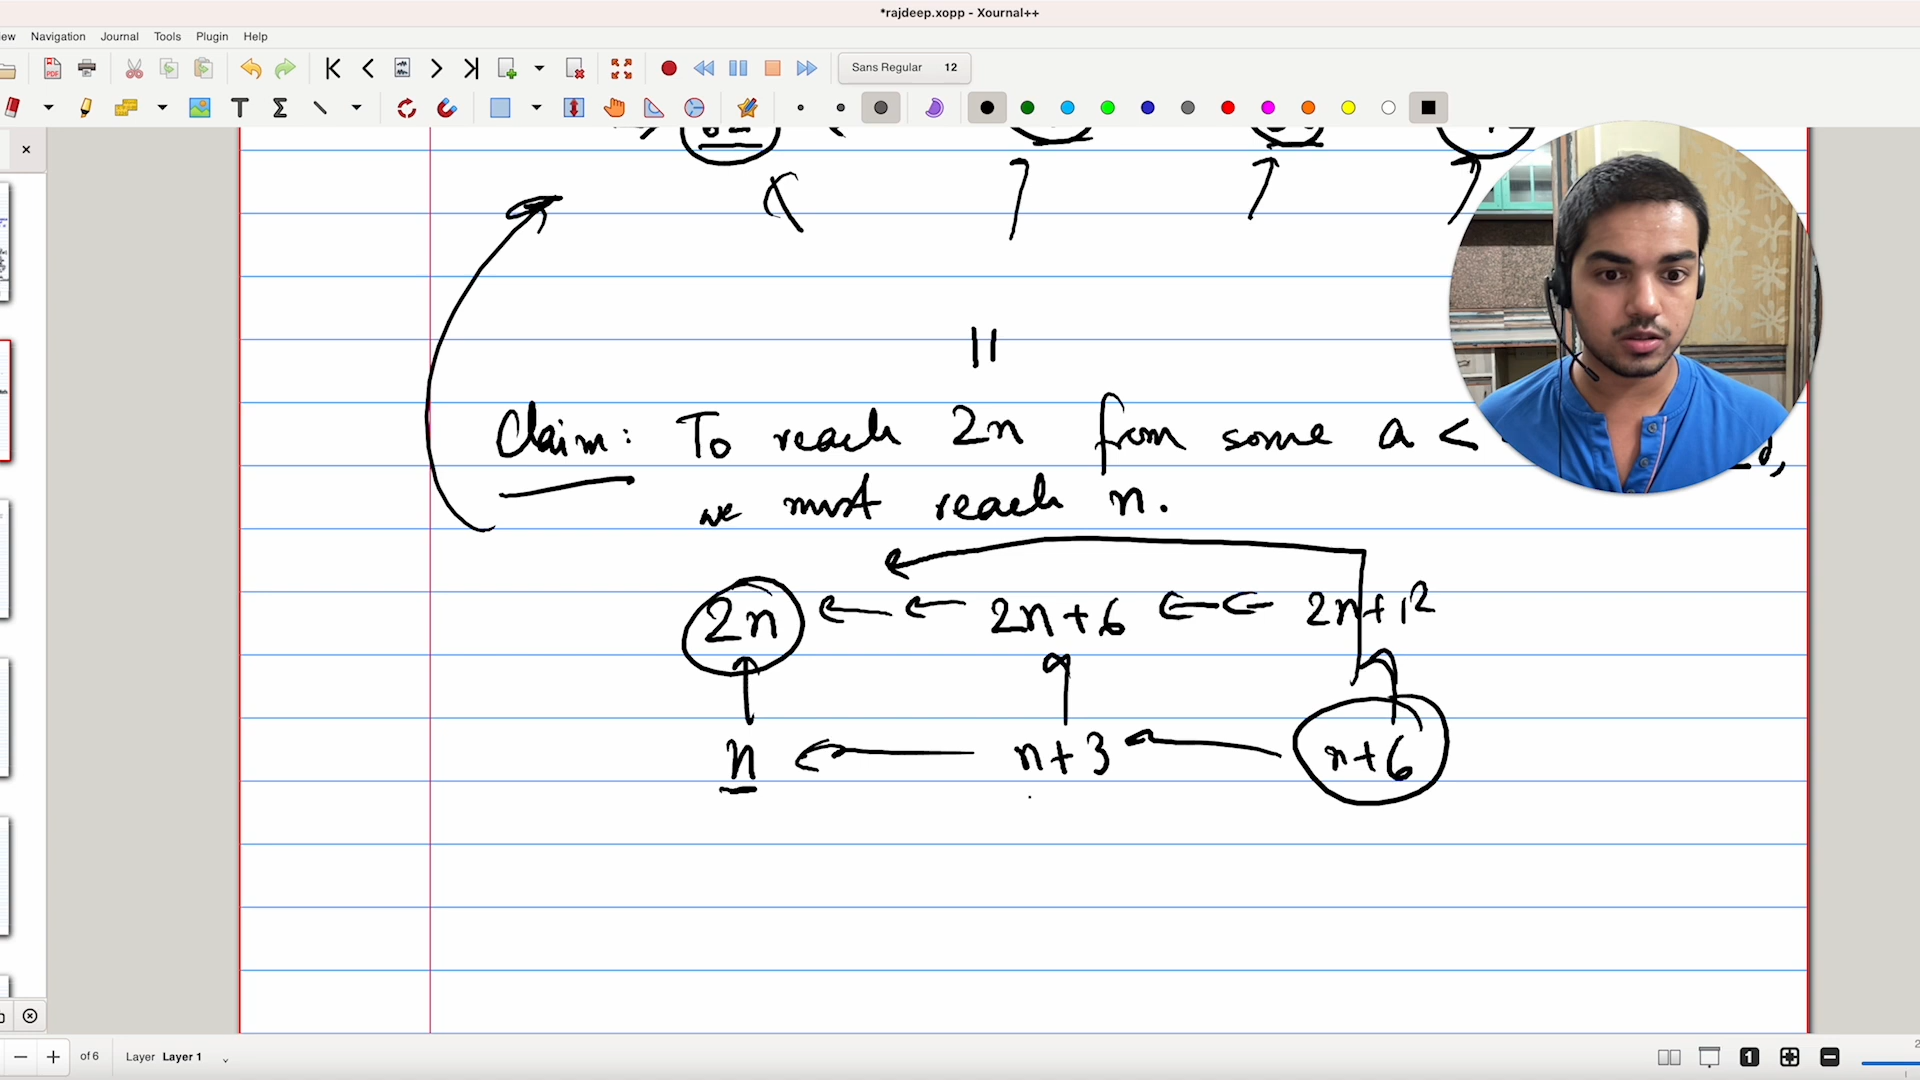 *rajdeep.xopp - Xournal++
ew Navigation Journal Tools Plugin Help
Sans Regular 12
Claim: To reach 2n from some a <
we must reach n.
2n ← ← 2n+6 ← ← 2n+12
n ← n+3 ← n+6
of 6 Layer Layer 1